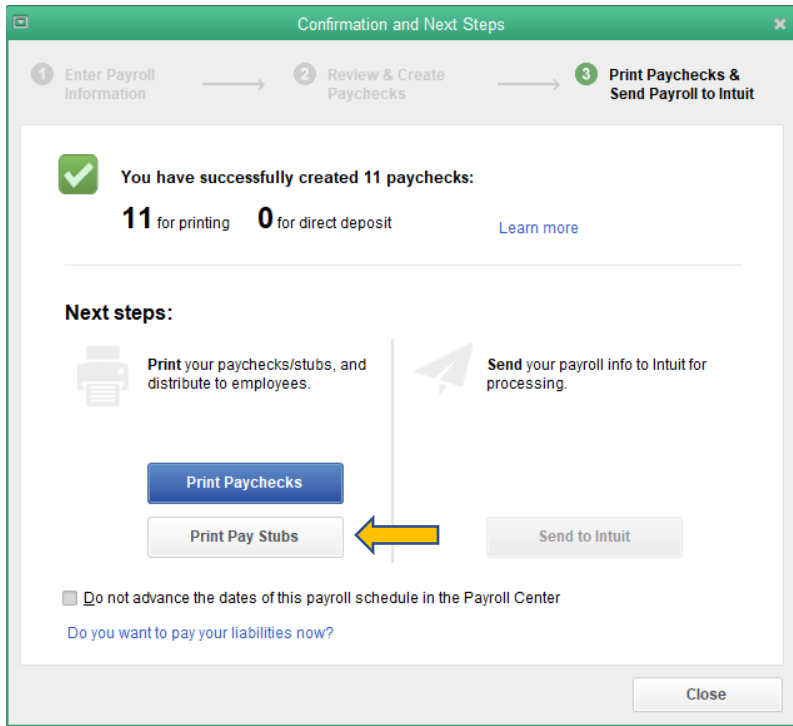 Confirmation and Next Steps
1 Enter Payroll Information
2 Review & Create Paychecks
3 Print Paychecks & Send Payroll to Intuit
You have successfully created 11 paychecks:
11 for printing 0 for direct deposit Learn more
Next steps:
Print your paychecks/stubs, and
distribute to employees.
Send your payroll info to Intuit for
processing.
Print Paychecks
Print Pay Stubs
Send to Intuit
Do not advance the dates of this payroll schedule in the Payroll Center
Do you want to pay your liabilities now?
Close